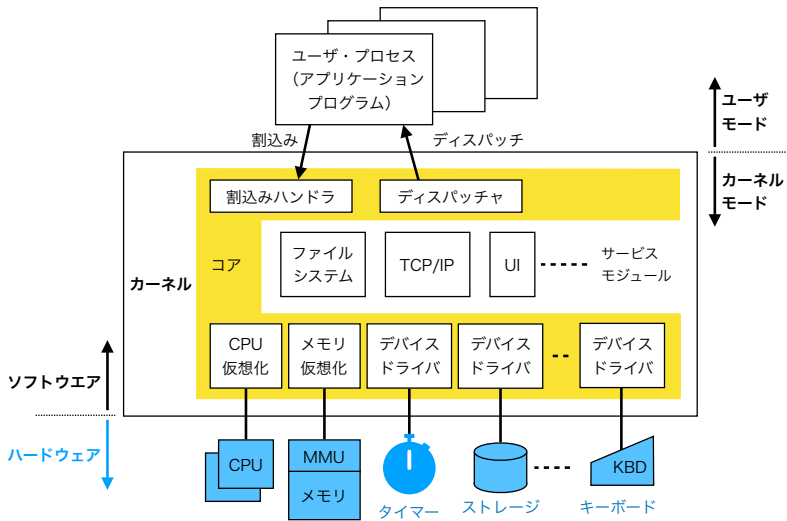 ユーザ・プロセス
（アプリケーション
プログラム）
割込み
ディスパッチ
ユーザ
モード
カーネル
モード
割込みハンドラ
ディスパッチャ
コア
ファイル
システム
TCP/IP
UI
サービス
モジュール
カーネル
CPU
仮想化
メモリ
仮想化
デバイス
ドライバ
デバイス
ドライバ
デバイス
ドライバ
ソフトウエア
ハードウェア
CPU
MMU
メモリ
タイマー
ストレージ
KBD
キーボード